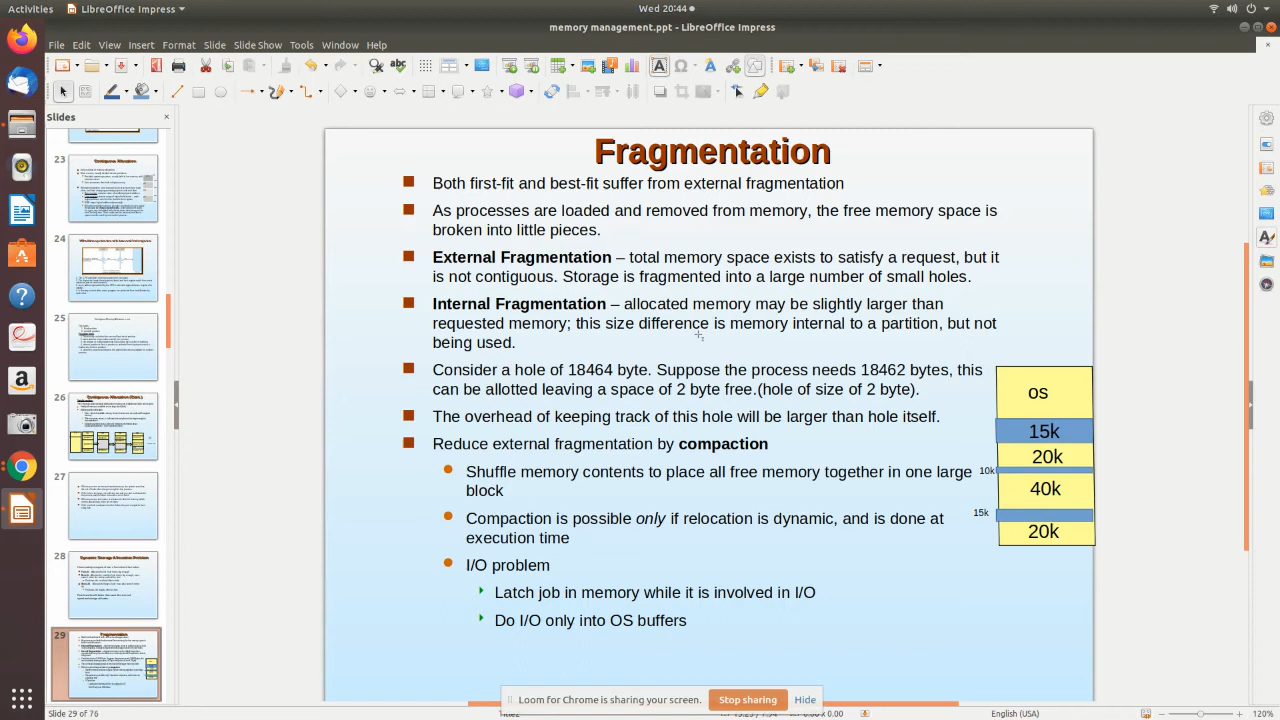 Activities
LibreOffice Impress
Wed 20:44
memory management.ppt - LibreOffice Impress
File Edit View Insert Format Slide Slide Show Tools Window Help
Slides
23
24
25
26
27
28
29
Fragmentation
Both first-fit and best-fit suffer from external fragmentation
As processes are loaded and removed from memory, the free memory space is
broken into little pieces.
External Fragmentation – total memory space exists to satisfy a request, but it
is not contiguous. Storage is fragmented into a large number of small holes.
Internal Fragmentation – allocated memory may be slightly larger than
requested memory; this size difference is memory internal to a partition, but not
being used.
Consider a hole of 18464 byte. Suppose the process needs 18462 bytes, this
can be allotted leaving a space of 2 byte free.(hole of size of 2 byte).
The overhead of keeping track of this hole will be larger than hole itself.
Reduce external fragmentation by compaction
Shuffle memory contents to place all free memory together in one large
block
Compaction is possible only if relocation is dynamic, and is done at
execution time
I/O problem
Latch job in memory while it is involved in I/O
Do I/O only into OS buffers
os
15k
20k
10k
40k
15k
20k
Loom for Chrome is sharing your screen.
Stop sharing
Hide
Slide 29 of 76
English (USA)
120%